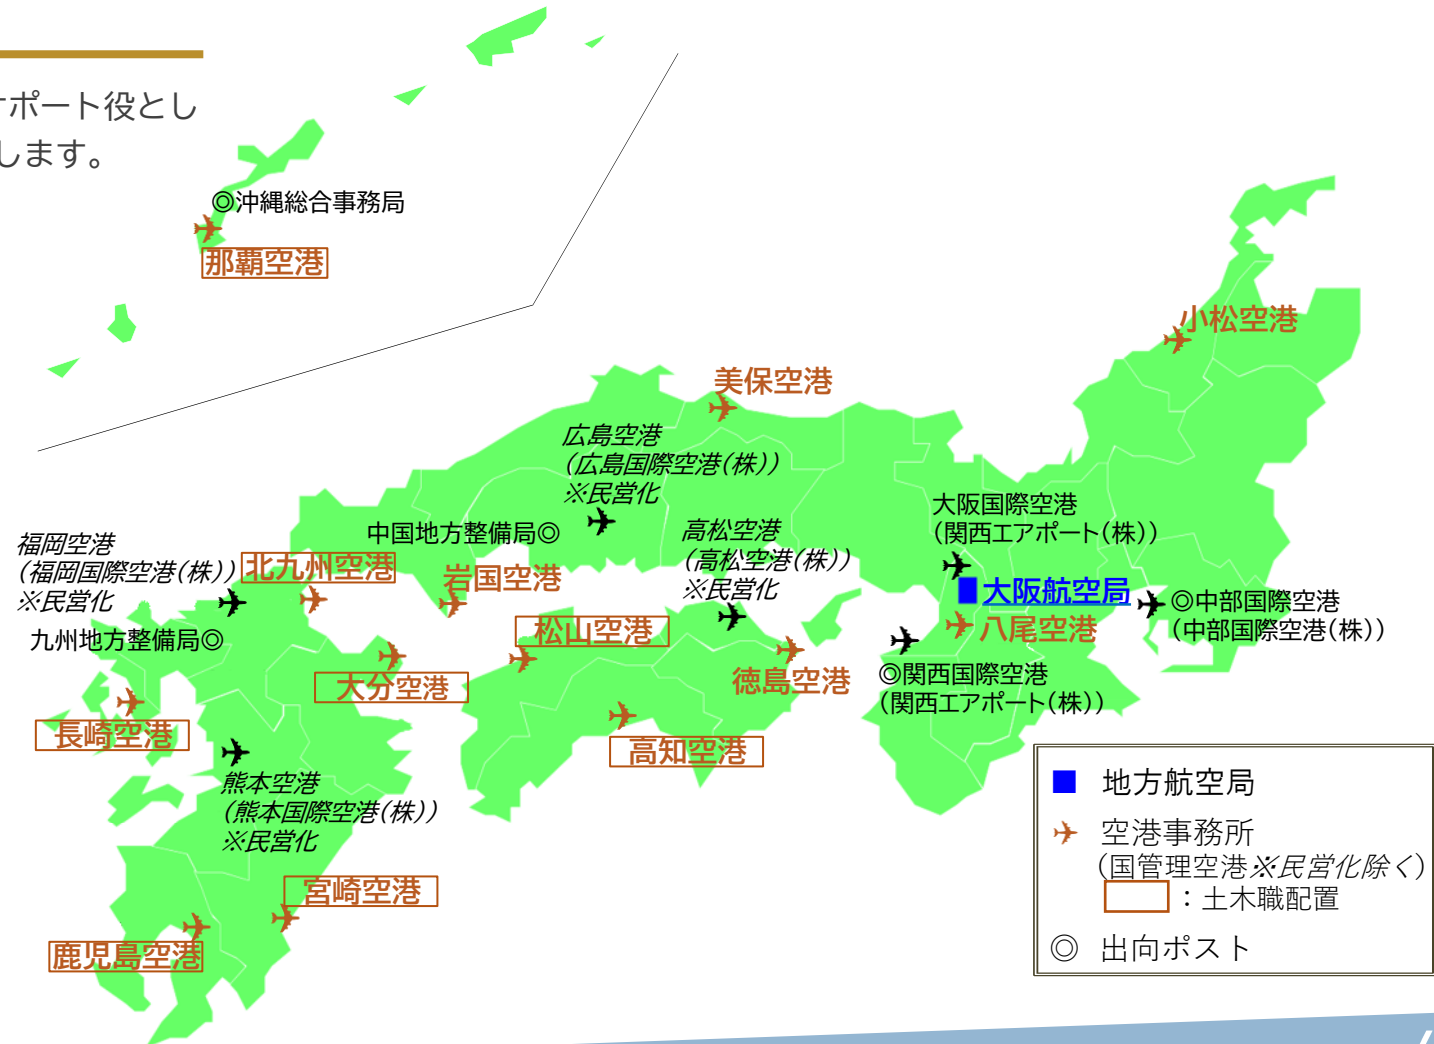 ポート役とし
します。
◎沖縄総合事務局
那覇空港
小松空港
美保空港
広島空港
（広島国際空港（株））
※民営化
中国地方整備局◎
高松空港
（高松空港（株））
※民営化
大阪国際空港
（関西エアポート（株））
福岡空港
（福岡国際空港（株））
※民営化
北九州空港
岩国空港
大阪航空局
◎中部国際空港
（中部国際空港（株））
九州地方整備局◎
松山空港
八尾空港
大分空港
徳島空港
◎関西国際空港
（関西エアポート（株））
長崎空港
高知空港
熊本空港
（熊本国際空港（株））
※民営化
宮崎空港
鹿児島空港
■ 地方航空局
空港事務所
（国管理空港※民営化除く）
：土木職配置
◎ 出向ポスト